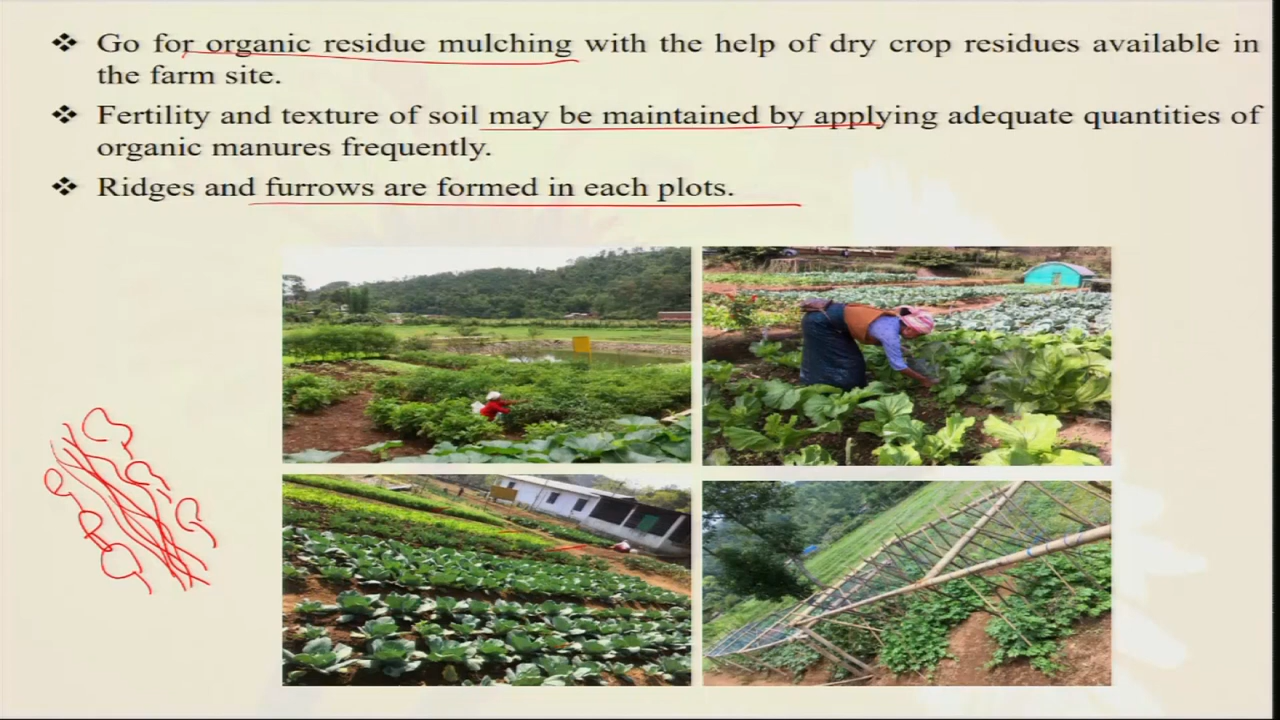 ❖ Go for organic residue mulching with the help of dry crop residues available in
the farm site.
❖ Fertility and texture of soil may be maintained by applying adequate quantities of
organic manures frequently.
❖ Ridges and furrows are formed in each plots.